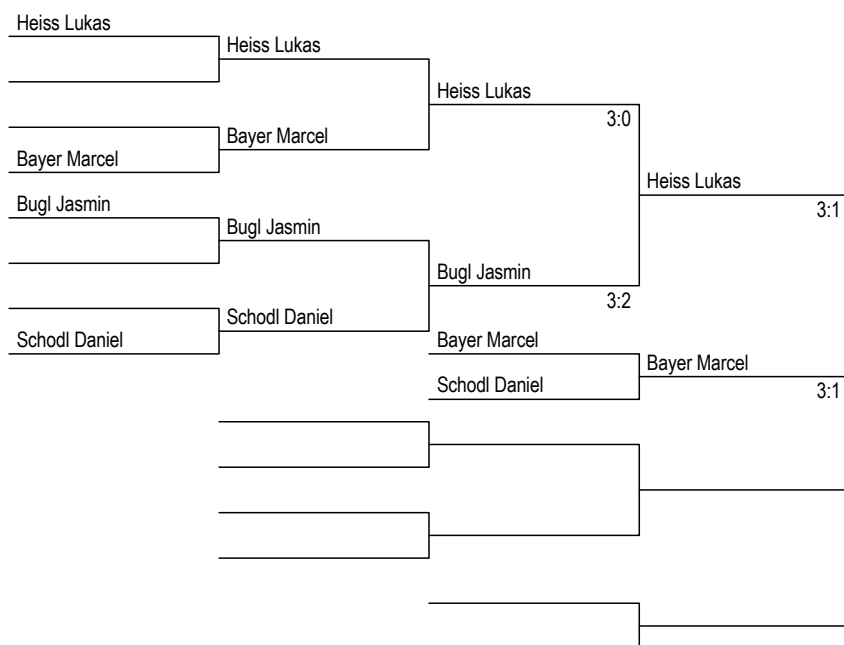 Heiss Lukas
Heiss Lukas
Heiss Lukas
3:0
Bayer Marcel
Bayer Marcel
Heiss Lukas
3:1
Bugl Jasmin
Bugl Jasmin
Bugl Jasmin
3:2
Schodl Daniel
Schodl Daniel
Bayer Marcel
Bayer Marcel
Schodl Daniel
3:1